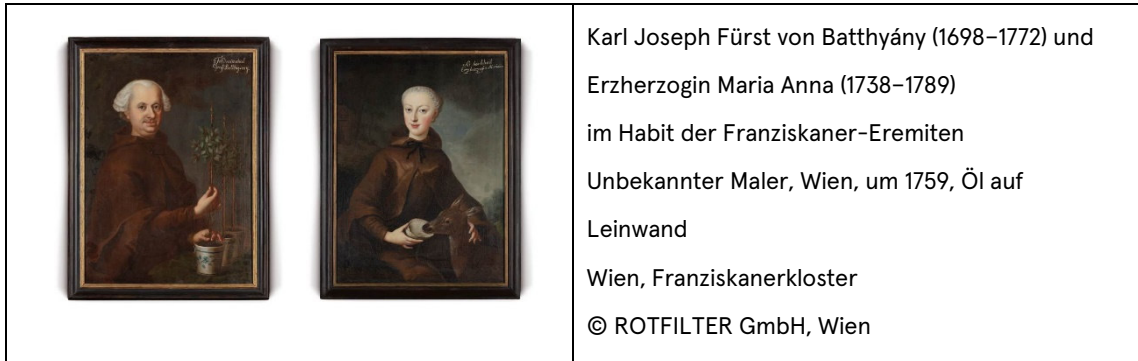 Karl Joseph Fürst von Batthyány (1698–1772) und
Erzherzogin Maria Anna (1738–1789)
im Habit der Franziskaner-Eremiten
Unbekannter Maler, Wien, um 1759, Öl auf
Leinwand
Wien, Franziskanerkloster
© ROTFILTER GmbH, Wien